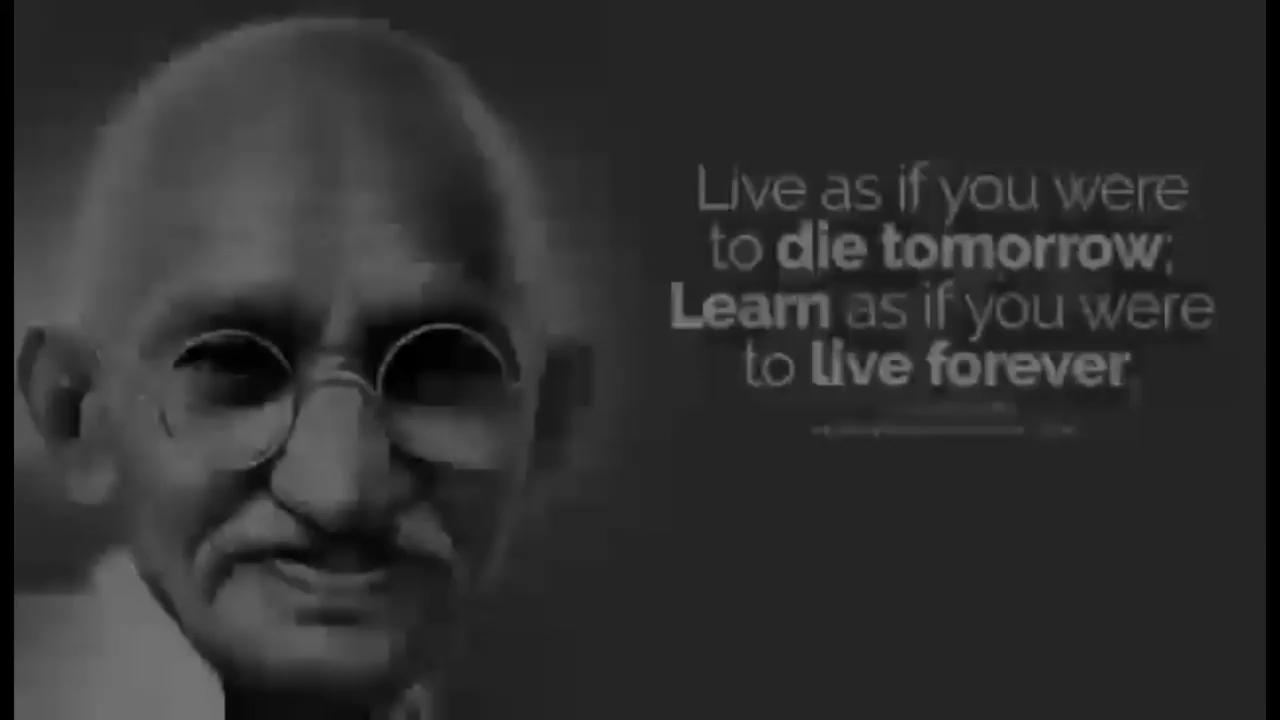 Live as if you were
to die tomorrow;
Learn as if you were
to live forever